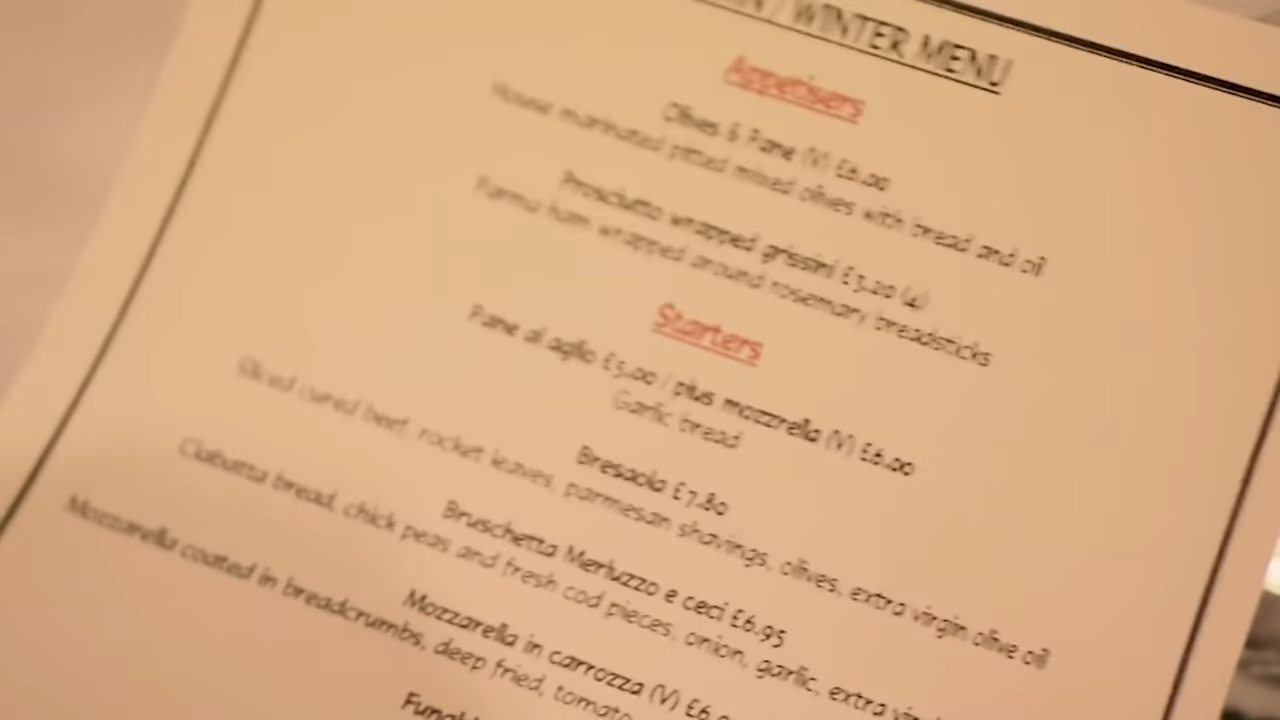 / WINTER MENU
Appetisers
Olives & Pane (V) £6.00
House marinated pitted mixed olives with bread and oil
Prosciutto wrapped grissini £3.20 (4)
Parma ham wrapped around rosemary breadsticks
Starters
Pane al aglio £5.00 / plus mozzrella (V) £6.00
Garlic bread
Bresaola £7.80
Sliced cured beef, rocket leaves, parmesan shavings, olives, extra virgin olive oil
Bruschetta Merluzzo e ceci £6.95
Ciabatta bread, chick peas and fresh cod pieces, onion, garlic, extra
Mozzarella in carrozza (V)
Mozzarella coated in breadcrumbs, deep fried,